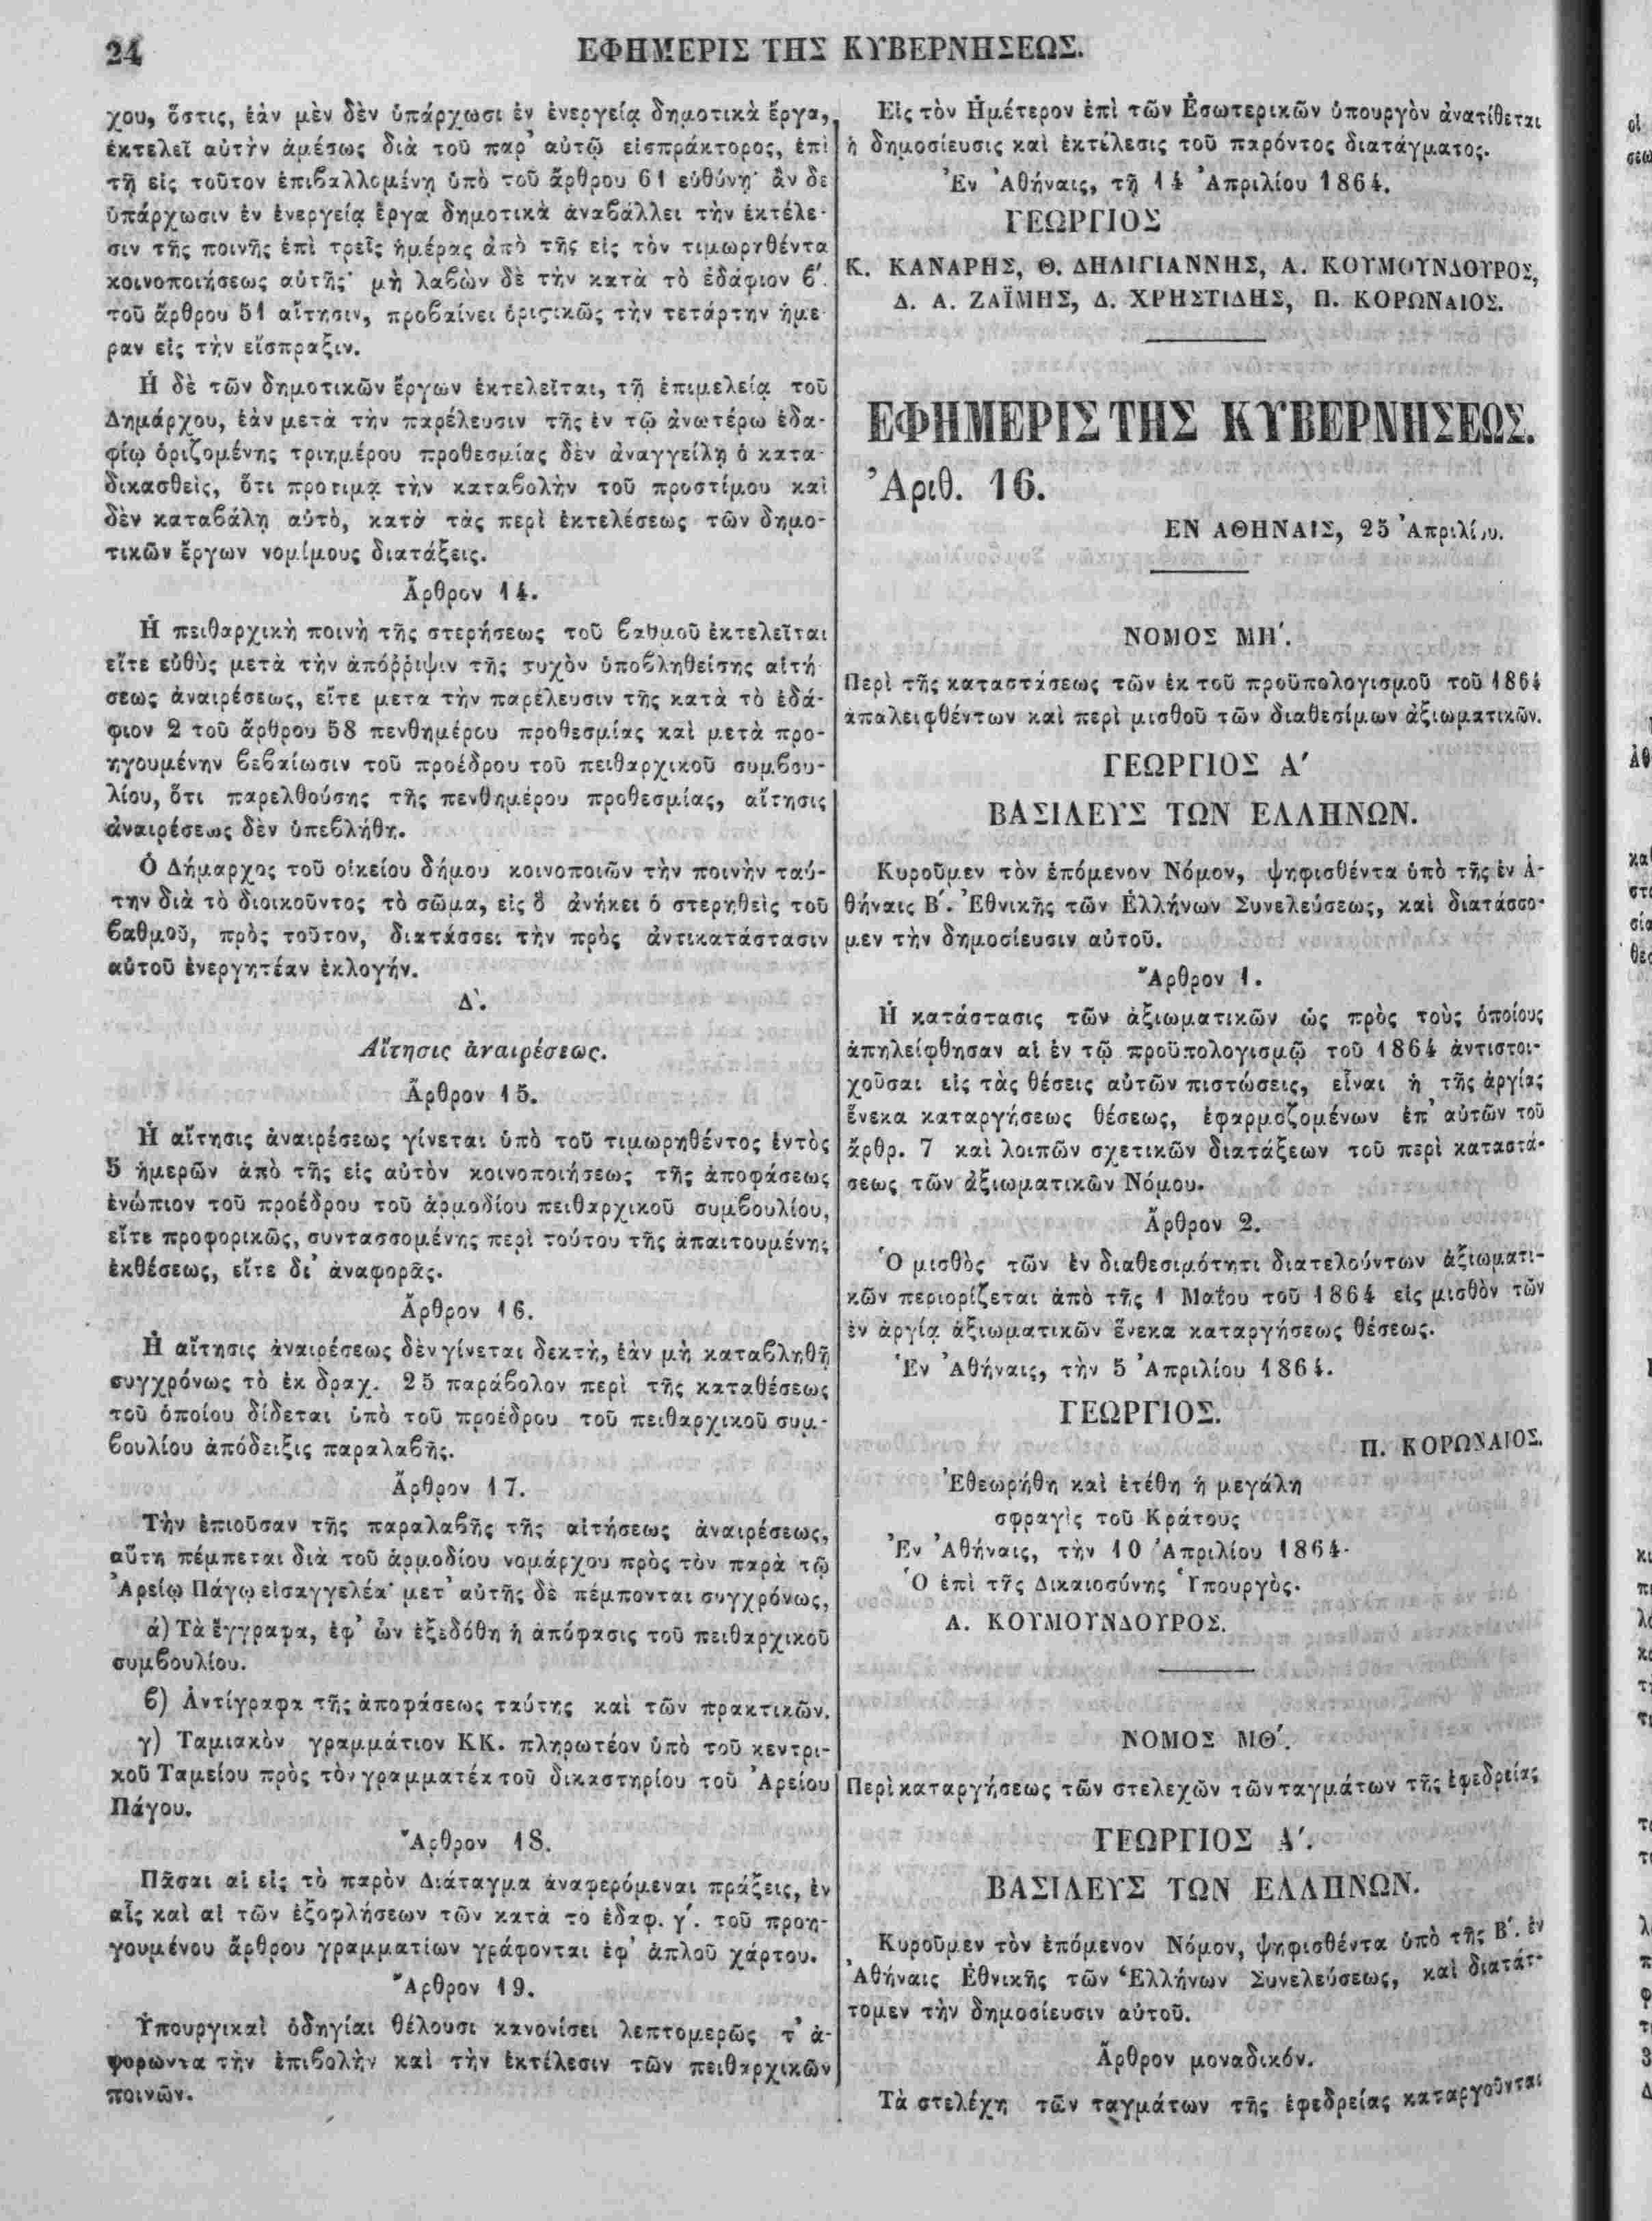 24
ΕΦΗΜΕΡΙΣ ΤΗΣ ΚΥΒΕΡΝΗΣΕΩΣ.
χου, ὅστις, ἐὰν μὲν δὲν ὑπάρχωσι ἐν ἐνεργείᾳ δημοτικὰ ἔργα,
ἐκτελεῖ αὐτὴν ἀμέσως διὰ τοῦ παρ' αὐτῷ εἰσπράκτορος, ἐπὶ
τῇ εἰς τοῦτον ἐπιβαλλομένῃ ὑπὸ τοῦ ἄρθρου 61 εὐθύνῃ· ἂν δε
ὑπάρχωσιν ἐν ἐνεργείᾳ ἔργα δημοτικὰ ἀναβάλλει τὴν ἐκτέλε-
σιν τῆς ποινῆς ἐπὶ τρεῖς ἡμέρας ἀπὸ τῆς εἰς τὸν τιμωρηθέντα
κοινοποιήσεως αὐτῆς· μὴ λαβὼν δὲ τὴν κατὰ τὸ ἐδάφιον β'.
τοῦ ἄρθρου 51 αἴτησιν, προβαίνει ὁριστικῶς τὴν τετάρτην ἡμε-
ραν εἰς τὴν εἴσπραξιν.
Ἡ δὲ τῶν δημοτικῶν ἔργων ἐκτελεῖται, τῇ ἐπιμελείᾳ τοῦ
Δημάρχου, ἐὰν μετὰ τὴν παρέλευσιν τῆς ἐν τῷ ἀνωτέρω ἐδα-
φίῳ ὁριζομένης τριημέρου προθεσμίας δὲν ἀναγγείλῃ ὁ κατα-
δικασθεὶς, ὅτι προτιμᾷ τὴν καταβολὴν τοῦ προστίμου καὶ
δὲν καταβάλῃ αὐτὸ, κατὰ τὰς περὶ ἐκτελέσεως τῶν δημο-
τικῶν ἔργων νομίμους διατάξεις.
Ἄρθρον 14.
Ἡ πειθαρχικὴ ποινὴ τῆς στερήσεως τοῦ βαθμοῦ ἐκτελεῖται
εἴτε εὐθὺς μετὰ τὴν ἀπόῤῥιψιν τῆς τυχὸν ὑποβληθείσης αἰτή-
σεως ἀναιρέσεως, εἴτε μετα τὴν παρέλευσιν τῆς κατὰ τὸ ἐδά-
φιον 2 τοῦ ἄρθρου 58 πενθημέρου προθεσμίας καὶ μετὰ προ-
ηγουμένην βεβαίωσιν τοῦ προέδρου τοῦ πειθαρχικοῦ συμβου-
λίου, ὅτι παρελθούσης τῆς πενθημέρου προθεσμίας, αἴτησις
ἀναιρέσεως δὲν ὑπεβλήθη.
Ὁ Δήμαρχος τοῦ οἰκείου δήμου κοινοποιῶν τὴν ποινὴν ταύ-
την διὰ τὸ διοικοῦντος τὸ σῶμα, εἰς ὃ ἀνήκει ὁ στερηθεὶς τοῦ
βαθμοῦ, πρὸς τοῦτον, διατάσσει τὴν πρὸς ἀντικατάστασιν
αὐτοῦ ἐνεργητέαν ἐκλογήν.
Δ'.
Αἴτησις ἀναιρέσεως.
Ἄρθρον 15.
Ἡ αἴτησις ἀναιρέσεως γίνεται ὑπὸ τοῦ τιμωρηθέντος ἐντὸς
5 ἡμερῶν ἀπὸ τῆς εἰς αὐτὸν κοινοποιήσεως τῆς ἀποφάσεως
ἐνώπιον τοῦ προέδρου τοῦ ἁρμοδίου πειθαρχικοῦ συμβουλίου,
εἴτε προφορικῶς, συντασσομένης περὶ τούτου τῆς ἀπαιτουμένης
ἐκθέσεως, εἴτε δι' ἀναφορᾶς.
Ἄρθρον 16.
Ἡ αἴτησις ἀναιρέσεως δὲν γίνεται δεκτὴ, ἐὰν μὴ καταβληθῇ
συγχρόνως τὸ ἐκ δραχ. 25 παράβολον περὶ τῆς καταθέσεως
τοῦ ὁποίου δίδεται ὑπὸ τοῦ προέδρου τοῦ πειθαρχικοῦ συμ-
βουλίου ἀπόδειξις παραλαβῆς.
Ἄρθρον 17.
Τὴν ἐπιοῦσαν τῆς παραλαβῆς τῆς αἰτήσεως ἀναιρέσεως,
αὕτη πέμπεται διὰ τοῦ ἁρμοδίου νομάρχου πρὸς τὸν παρὰ τῷ
Ἀρείῳ Πάγῳ εἰσαγγελέα· μετ' αὐτῆς δὲ πέμπονται συγχρόνως,
ά) Τὰ ἔγγραφα, ἐφ' ὧν ἐξεδόθη ἡ ἀπόφασις τοῦ πειθαρχικοῦ
συμβουλίου.
β) Ἀντίγραφα τῆς ἀποφάσεως ταύτης καὶ τῶν πρακτικῶν.
γ) Ταμιακὸν γραμμάτιον ΚΚ. πληρωτέον ὑπὸ τοῦ κεντρι-
κοῦ Ταμείου πρὸς τὸν γραμματέα τοῦ δικαστηρίου τοῦ Ἀρείου
Πάγου.
Ἄρθρον 18.
Πᾶσαι αἱ εἰς τὸ παρὸν Διάταγμα ἀναφερόμεναι πράξεις, ἐν
αἷς καὶ αἱ τῶν ἐξοφλήσεων τῶν κατὰ το ἐδαφ. γ'. τοῦ προη-
γουμένου ἄρθρου γραμματίων γράφονται ἐφ' ἁπλοῦ χάρτου.
Ἄρθρον 19.
Ὑπουργικαὶ ὁδηγίαι θέλουσι κανονίσει λεπτομερῶς τ' ἀ-
φορωντα τὴν ἐπιβολὴν καὶ τὴν ἐκτέλεσιν τῶν πειθαρχικῶν
ποινῶν.
Εἰς τὸν Ἡμέτερον ἐπὶ τῶν Ἐσωτερικῶν ὑπουργὸν ἀνατίθεται
ἡ δημοσίευσις καὶ ἐκτέλεσις τοῦ παρόντος διατάγματος.
Ἐν Ἀθήναις, τῇ 14 Ἀπριλίου 1864.
ΓΕΩΡΓΙΟΣ
Κ. ΚΑΝΑΡΗΣ, Θ. ΔΗΛΙΓΙΑΝΝΗΣ, Α. ΚΟΥΜΟΥΝΔΟΥΡΟΣ,
Δ. Α. ΖΑΪΜΗΣ, Δ. ΧΡΗΣΤΙΔΗΣ, Π. ΚΟΡΩΝΑΙΟΣ.
ΕΦΗΜΕΡΙΣ ΤΗΣ ΚΥΒΕΡΝΗΣΕΩΣ.
Ἀριθ. 16.
ΕΝ ΑΘΗΝΑΙΣ, 25 Ἀπριλίου.
ΝΟΜΟΣ ΜΗ'.
Περὶ τῆς καταστάσεως τῶν ἐκ τοῦ προϋπολογισμοῦ τοῦ 1864
ἀπαλειφθέντων καὶ περὶ μισθοῦ τῶν διαθεσίμων ἀξιωματικῶν.
ΓΕΩΡΓΙΟΣ Α'
ΒΑΣΙΛΕΥΣ ΤΩΝ ΕΛΛΗΝΩΝ.
Κυροῦμεν τὸν ἑπόμενον Νόμον, ψηφισθέντα ὑπὸ τῆς ἐν Ἀ-
θήναις Β'. Ἐθνικῆς τῶν Ἑλλήνων Συνελεύσεως, καὶ διατάσσο-
μεν τὴν δημοσίευσιν αὐτοῦ.
Ἄρθρον 1.
Ἡ κατάστασις τῶν ἀξιωματικῶν ὡς πρὸς τοὺς ὁποίους
ἀπηλείφθησαν αἱ ἐν τῷ προϋπολογισμῷ τοῦ 1864 ἀντιστοι-
χοῦσαι εἰς τὰς θέσεις αὐτῶν πιστώσεις, εἶναι ἡ τῆς ἀργίας
ἕνεκα καταργήσεως θέσεως, ἐφαρμοζομένων ἐπ' αὐτῶν τοῦ
ἄρθρ. 7 καὶ λοιπῶν σχετικῶν διατάξεων τοῦ περὶ καταστά-
σεως τῶν ἀξιωματικῶν Νόμου.
Ἄρθρον 2.
Ὁ μισθὸς τῶν ἐν διαθεσιμότητι διατελούντων ἀξιωματι-
κῶν περιορίζεται ἀπὸ τῆς 1 Μαΐου τοῦ 1864 εἰς μισθὸν τῶν
ἐν ἀργίᾳ ἀξιωματικῶν ἕνεκα καταργήσεως θέσεως.
Ἐν Ἀθήναις, τὴν 5 Ἀπριλίου 1864.
ΓΕΩΡΓΙΟΣ.
Π. ΚΟΡΩΝΑΙΟΣ.
Ἐθεωρήθη καὶ ἐτέθη ἡ μεγάλη
σφραγὶς τοῦ Κράτους
Ἐν Ἀθήναις, τὴν 10 Ἀπριλίου 1864.
Ὁ ἐπὶ τῆς Δικαιοσύνης Ὑπουργὸς.
Α. ΚΟΥΜΟΥΝΔΟΥΡΟΣ.
ΝΟΜΟΣ ΜΘ'.
Περὶ καταργήσεως τῶν στελεχῶν τῶν ταγμάτων τῆς ἐφεδρείας
ΓΕΩΡΓΙΟΣ Α'.
ΒΑΣΙΛΕΥΣ ΤΩΝ ΕΛΛΗΝΩΝ.
Κυροῦμεν τὸν ἑπόμενον Νόμον, ψηφισθέντα ὑπὸ τῆς Β'. ἐν
Ἀθήναις Ἐθνικῆς τῶν Ἑλλήνων Συνελεύσεως, καὶ διατάτ-
τομεν τὴν δημοσίευσιν αὐτοῦ.
Ἄρθρον μοναδικόν.
Τὰ στελέχη τῶν ταγμάτων τῆς ἐφεδρείας καταργοῦνται